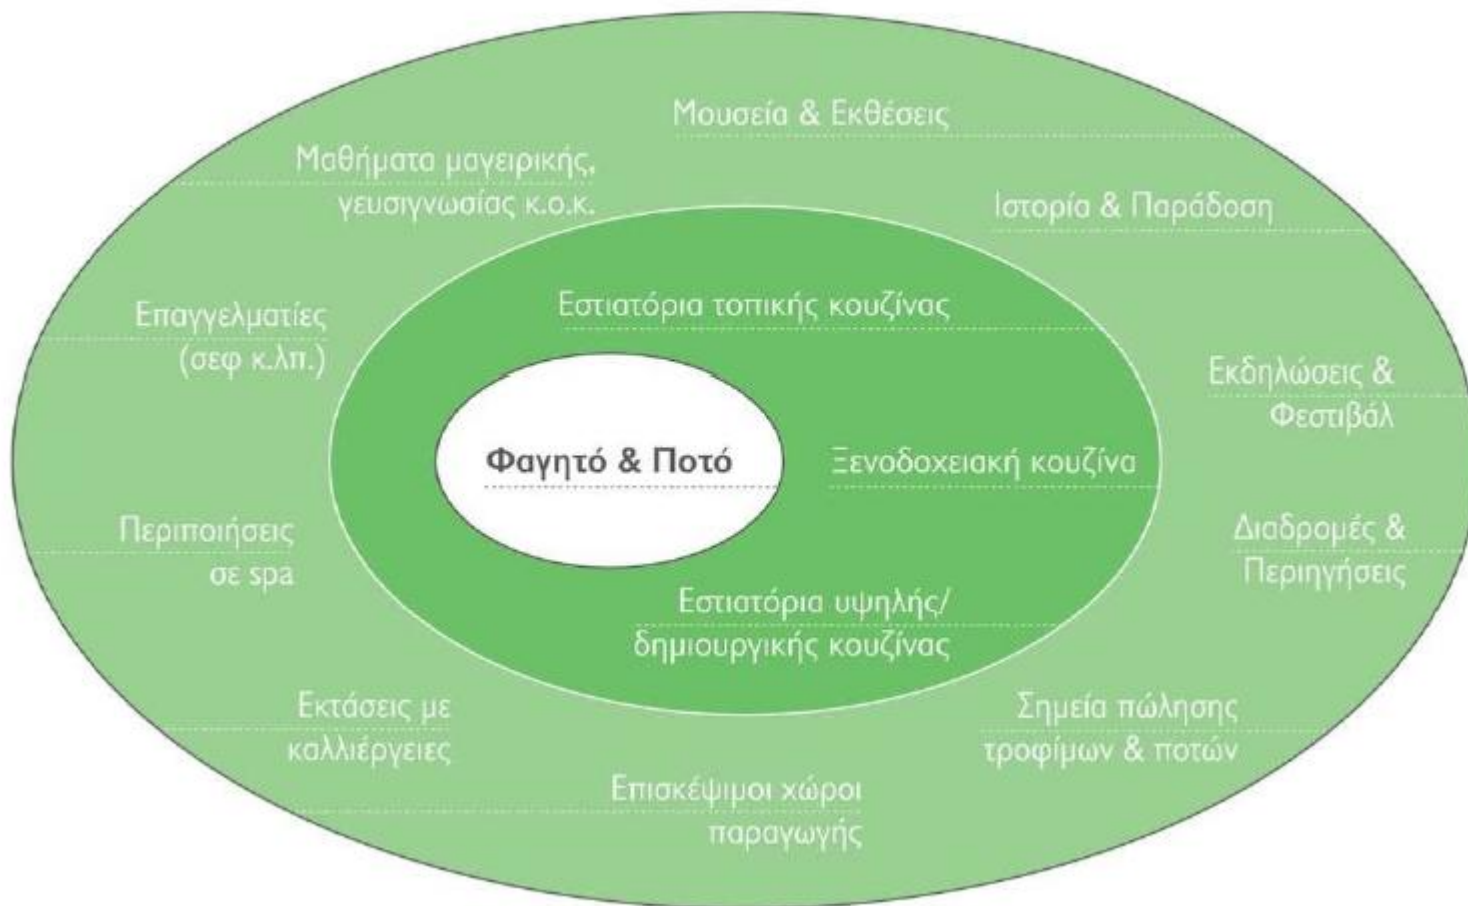 Μουσεία & Εκθέσεις
Μαθήματα μαγειρικής,
γευσιγνωσίας κ.ο.κ.
Ιστορία & Παράδοση
Εστιατόρια τοπικής κουζίνας
Επαγγελματίες
(σεφ κ.λπ.)
Εκδηλώσεις &
Φεστιβάλ
Φαγητό & Ποτό
Ξενοδοχειακή κουζίνα
Περιποιήσεις
σε spa
Διαδρομές &
Περιηγήσεις
Εστιατόρια υψηλής/
δημιουργικής κουζίνας
Εκτάσεις με
καλλιέργειες
Σημεία πώλησης
τροφίμων & ποτών
Επισκέψιμοι χώροι
παραγωγής